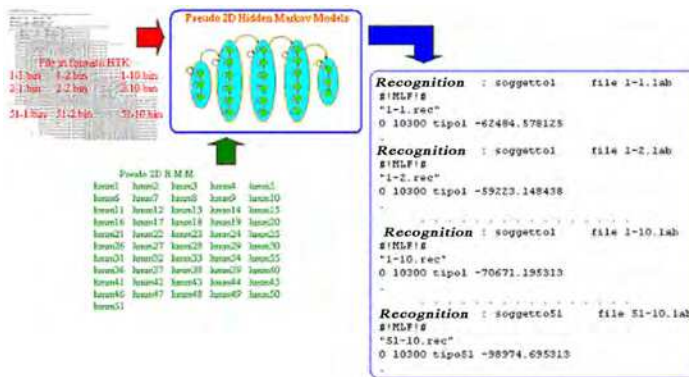 Pseudo 2D Hidden Markov Models
File in formato HTK
1-1.bin 1-2.bin 1-10.bin
2-1.bin 2-2.bin 2-10.bin
51-1.bin 51-2.bin 51-10.bin
Pseudo 2D H.M.M.
hmm1 hmm2 hmm3 hmm4 hmm5
hmm6 hmm7 hmm8 hmm9 hmm10
hmm11 hmm12 hmm13 hmm14 hmm15
hmm16 hmm17 hmm18 hmm19 hmm20
hmm21 hmm22 hmm23 hmm24 hmm25
hmm26 hmm27 hmm28 hmm29 hmm30
hmm31 hmm32 hmm33 hmm34 hmm35
hmm36 hmm37 hmm38 hmm39 hmm40
hmm41 hmm42 hmm43 hmm44 hmm45
hmm46 hmm47 hmm48 hmm49 hmm50
hmm51
Recognition : soggetto1 file 1-1.lab
#!MLF!#
"1-1.rec"
0 10300 tipo1 -62484.578125
.
Recognition : soggetto1 file 1-2.lab
#!MLF!#
"1-2.rec"
0 10300 tipo1 -59223.148438
.
. . . . . . . . . . . .
Recognition : soggetto1 file 1-10.lab
#!MLF!#
"1-10.rec"
0 10300 tipo1 -70671.195313
.
. . . . . . . . . . . .
Recognition : soggetto51 file 51-10.lab
#!MLF!#
"51-10.rec"
0 10300 tipo51 -98974.695313
.